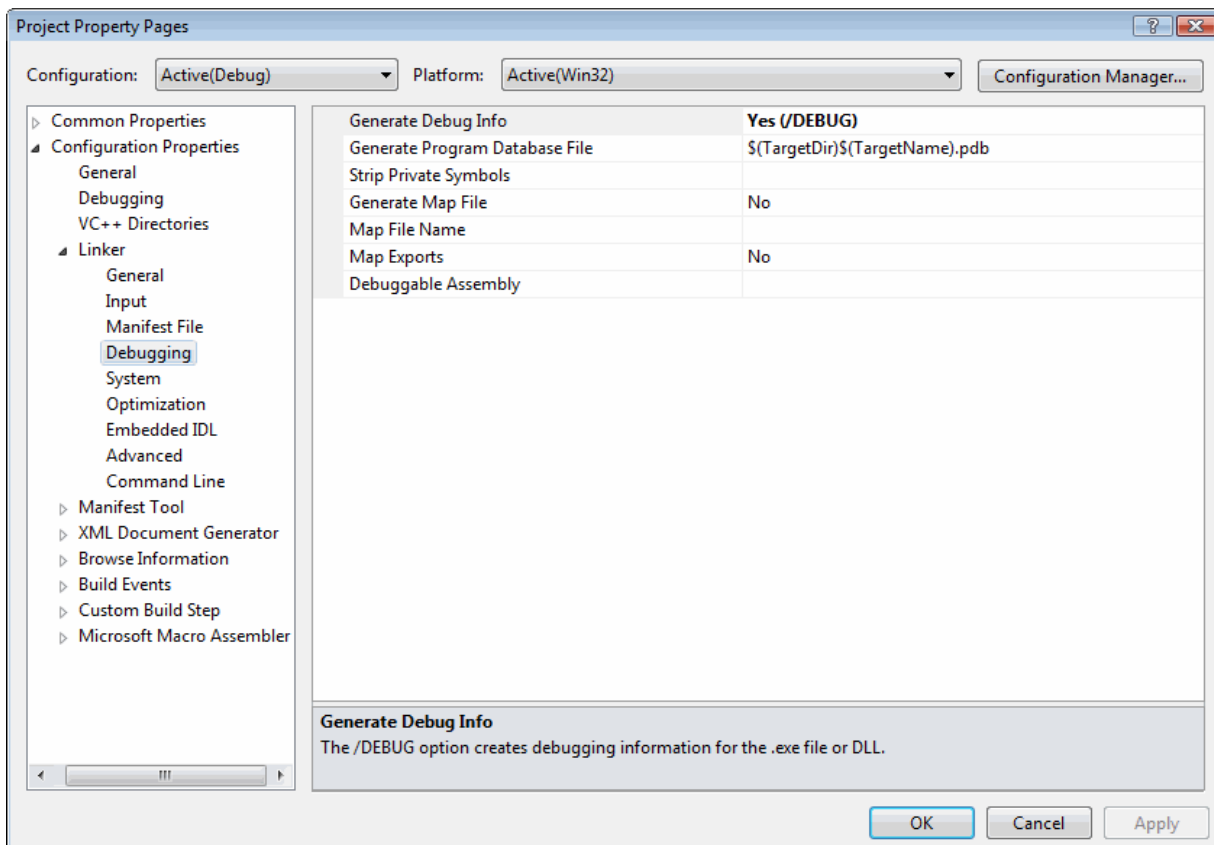 Project Property Pages
Configuration: Active(Debug) Platform: Active(Win32) Configuration Manager...
Common Properties
Configuration Properties
General
Debugging
VC++ Directories
Linker
General
Input
Manifest File
Debugging
System
Optimization
Embedded IDL
Advanced
Command Line
Manifest Tool
XML Document Generator
Browse Information
Build Events
Custom Build Step
Microsoft Macro Assembler
Generate Debug Info Yes (/DEBUG)
Generate Program Database File $(TargetDir)$(TargetName).pdb
Strip Private Symbols
Generate Map File No
Map File Name
Map Exports No
Debuggable Assembly
Generate Debug Info
The /DEBUG option creates debugging information for the .exe file or DLL.
OK Cancel Apply